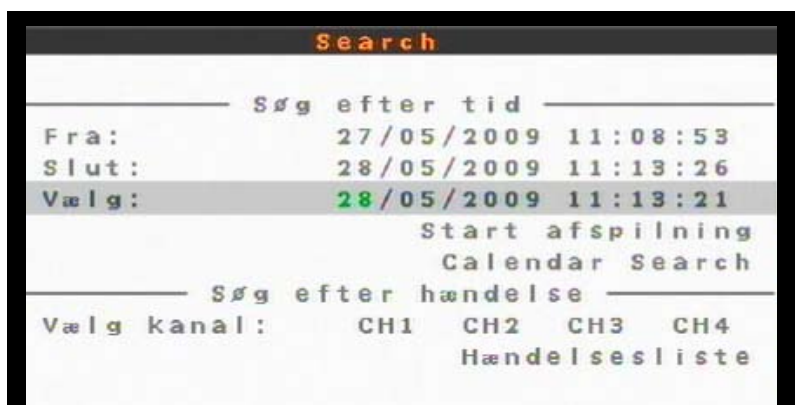 Search
Søg efter tid
Fra: 27/05/2009 11:08:53
Slut: 28/05/2009 11:13:26
Vælg: 28/05/2009 11:13:21
Start afspilning
Calendar Search
Søg efter hændelse
Vælg kanal: CH1 CH2 CH3 CH4
Hændelsesliste